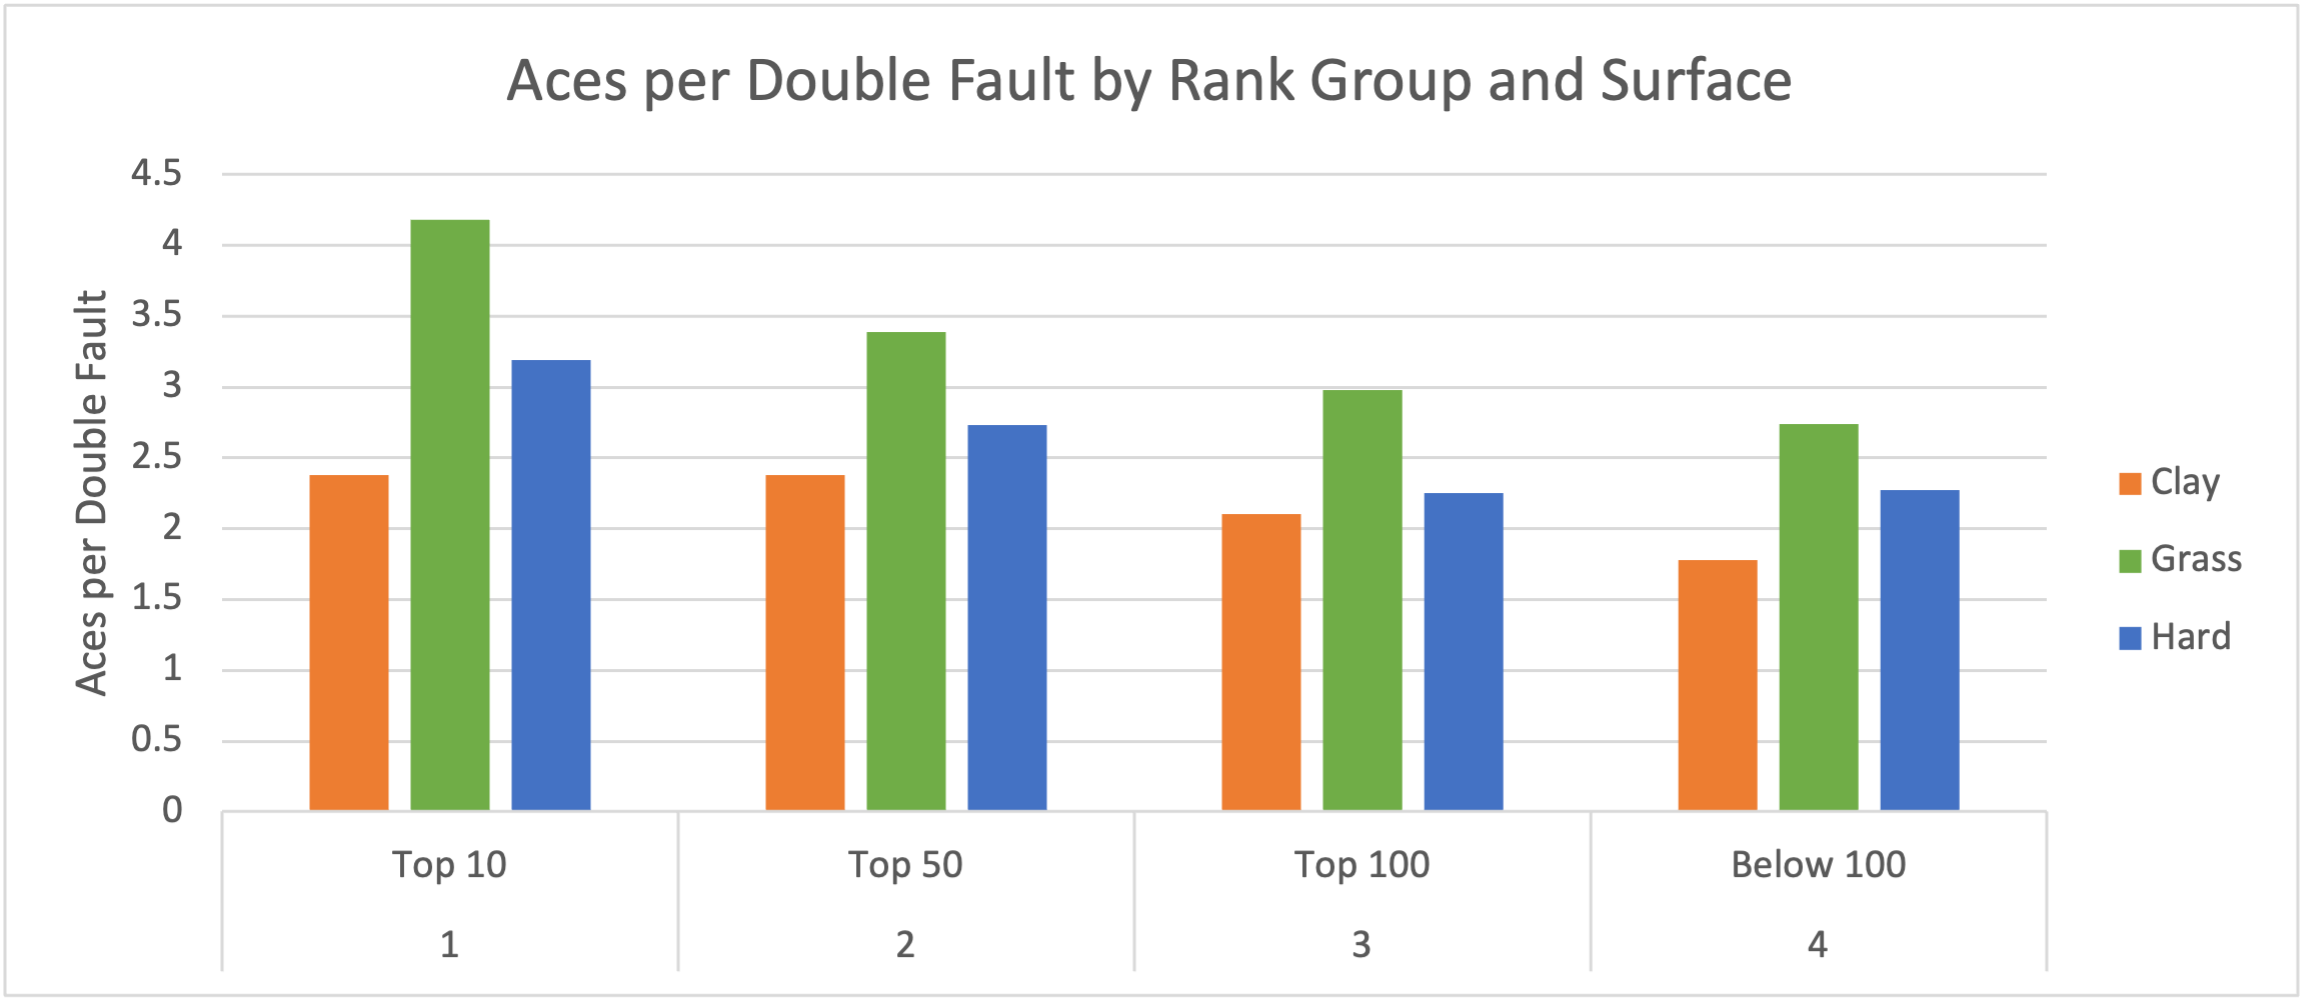 Aces per Double Fault by Rank Group and Surface
Aces per Double Fault
4.5
4
3.5
3
2.5
2
1.5
1
0.5
0
Top 10 Top 50 Top 100 Below 100
1 2 3 4
Clay
Grass
Hard